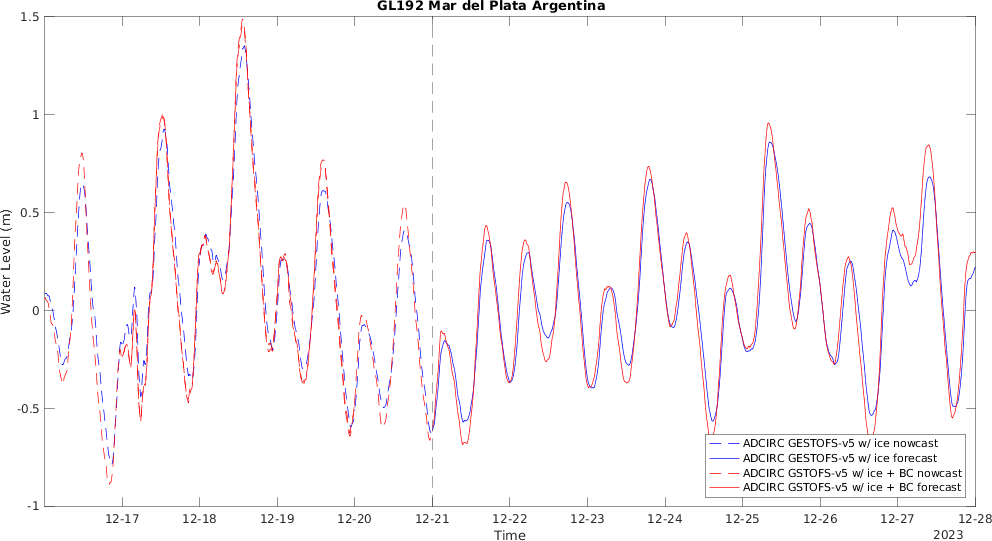 GL192 Mar del Plata Argentina
1.5
1
0.5
0
-0.5
-1
Water Level (m)
12-17 12-18 12-19 12-20 12-21 12-22 12-23 12-24 12-25 12-26 12-27 12-28
Time
2023
ADCIRC GESTOFS-v5 w/ ice nowcast
ADCIRC GESTOFS-v5 w/ ice forecast
ADCIRC GSTOFS-v5 w/ ice + BC nowcast
ADCIRC GSTOFS-v5 w/ ice + BC forecast